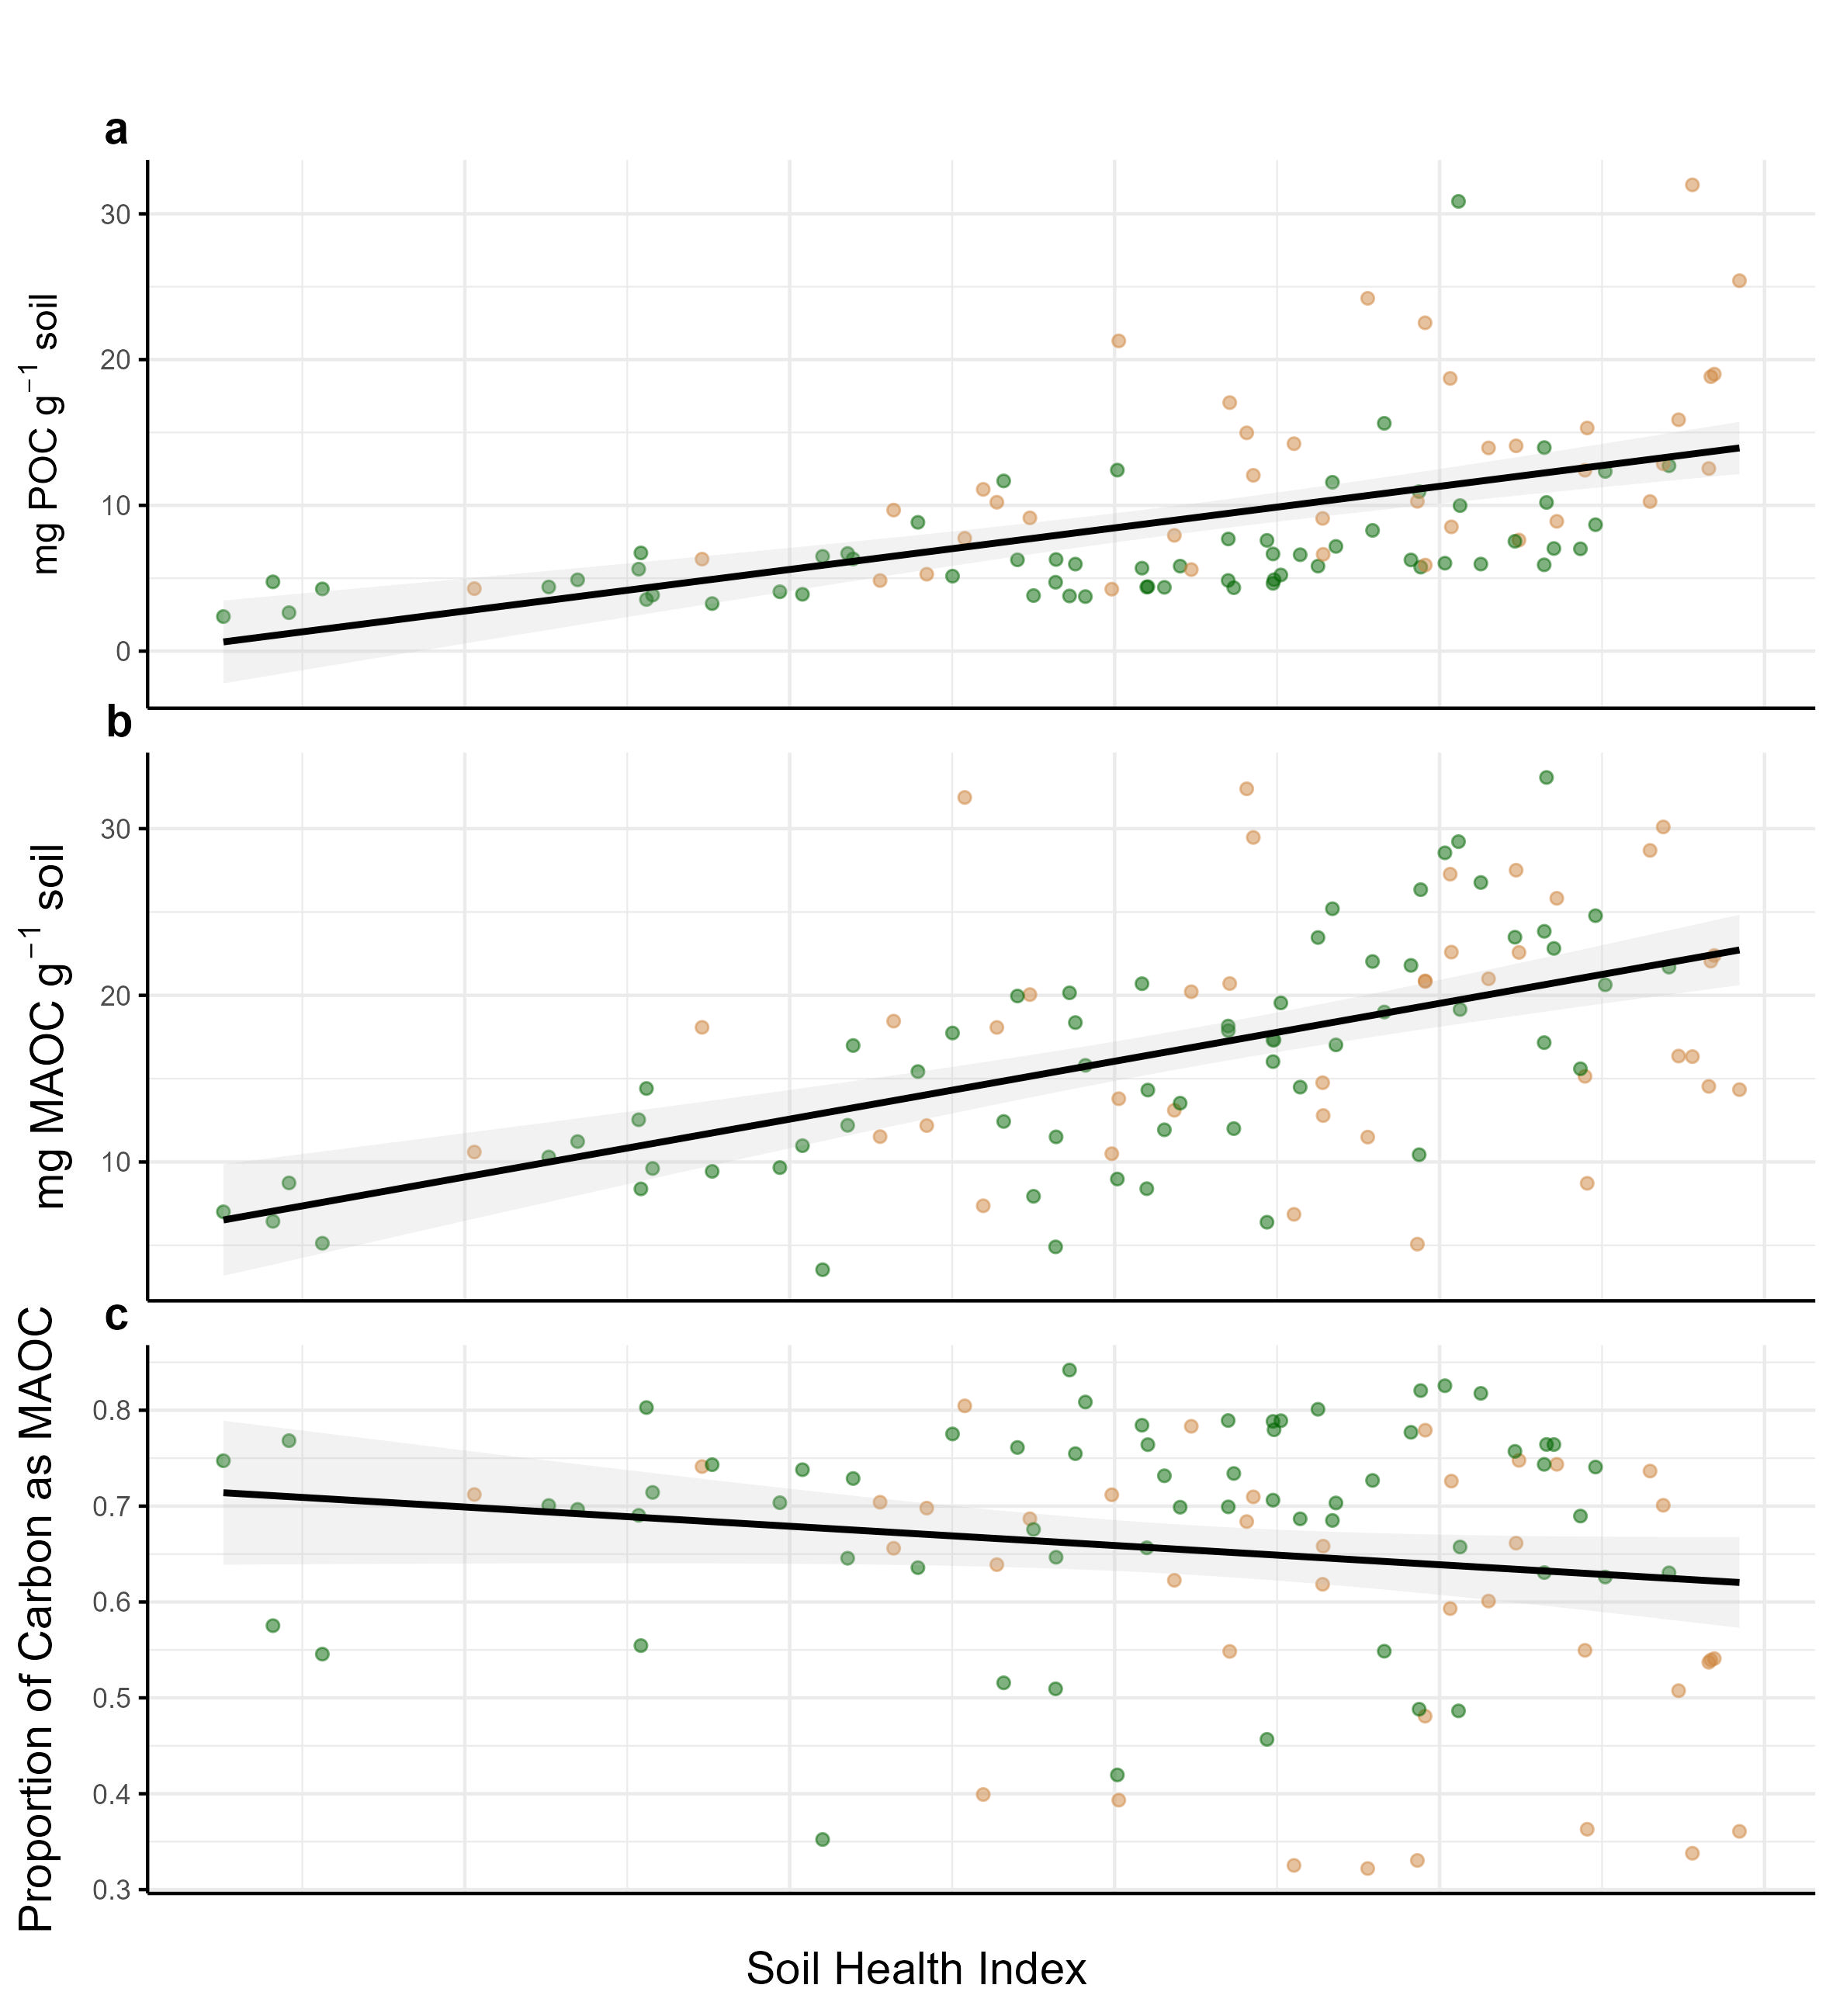 a
mg POC g⁻¹ soil
30
20
10
0
b
mg MAOC g⁻¹ soil
30
20
10
c
Proportion of Carbon as MAOC
0.8
0.7
0.6
0.5
0.4
0.3
Soil Health Index